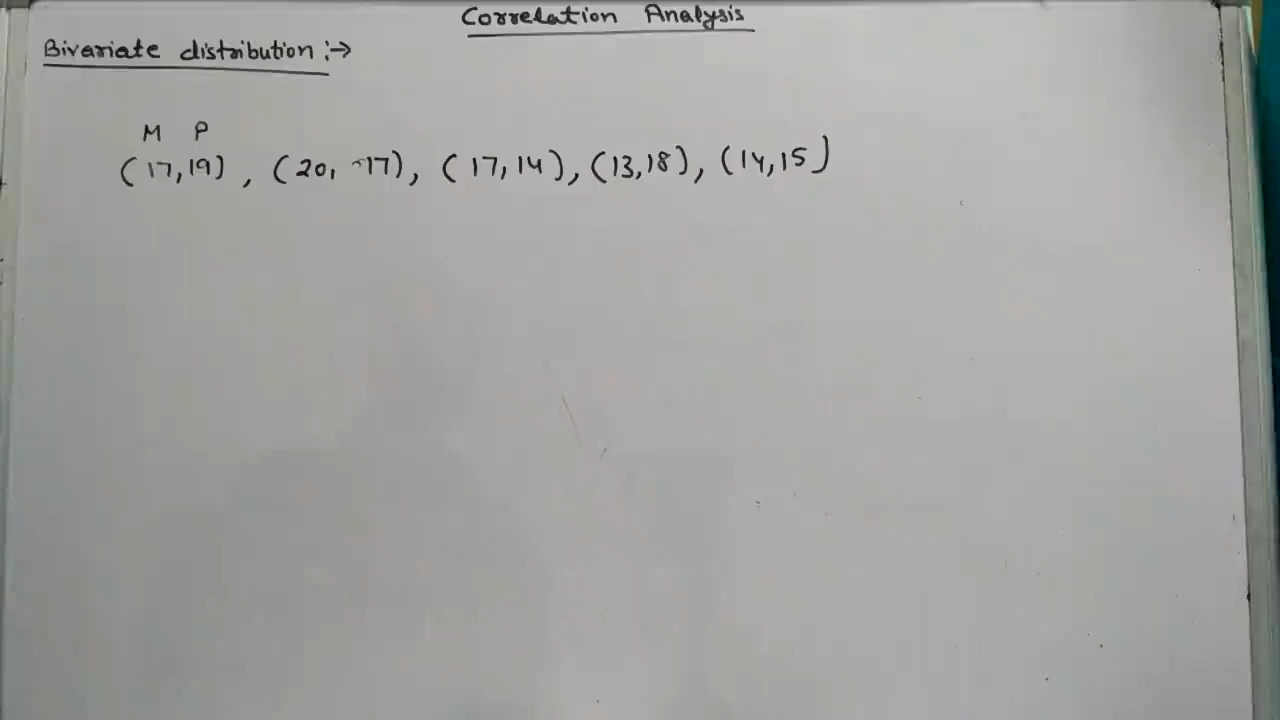 Correlation Analysis
Bivariate distribution :→
M P
(17,19), (20, 17), (17,14), (13,18), (14,15)